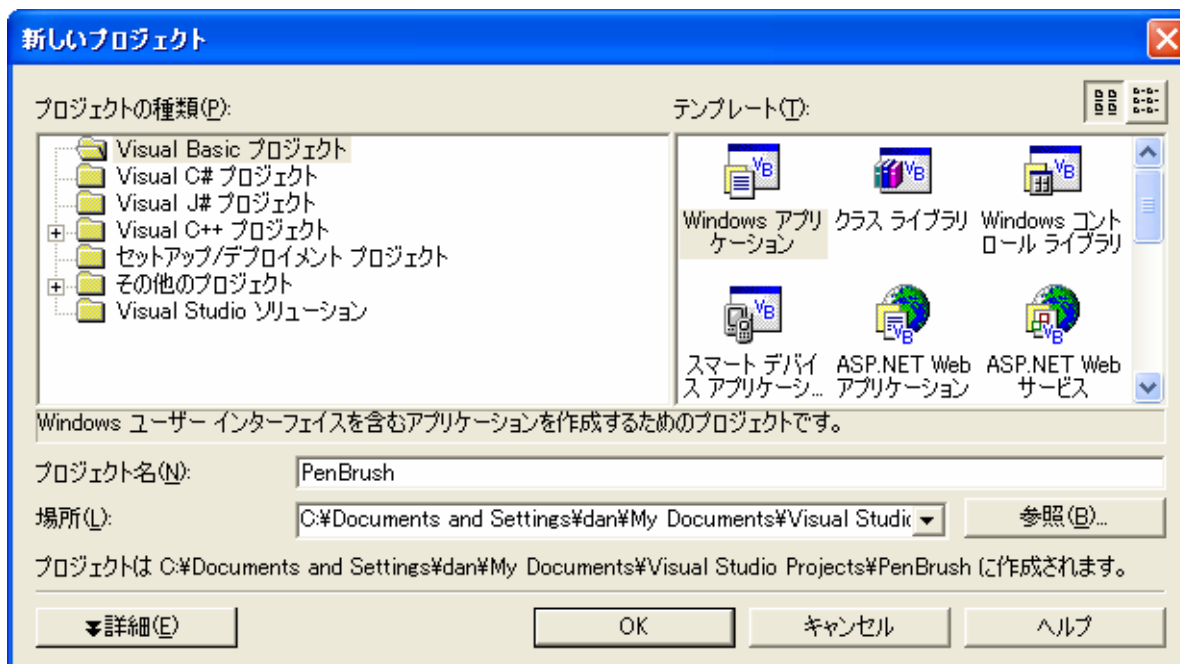 新しいプロジェクト
プロジェクトの種類(P):
テンプレート(T):
Visual Basic プロジェクト
Visual C# プロジェクト
Visual J# プロジェクト
Visual C++ プロジェクト
セットアップ/デプロイメント プロジェクト
その他のプロジェクト
Visual Studio ソリューション
Windows アプリ
ケーション
クラス ライブラリ
Windows コント
ロール ライブラリ
スマート デバイ
ス アプリケーシ...
ASP.NET Web
アプリケーション
ASP.NET Web
サービス
Windows ユーザー インターフェイスを含むアプリケーションを作成するためのプロジェクトです。
プロジェクト名(N):
PenBrush
場所(L):
C:¥Documents and Settings¥dan¥My Documents¥Visual Studic
参照(B)...
プロジェクトは C:¥Documents and Settings¥dan¥My Documents¥Visual Studio Projects¥PenBrush に作成されます。
詳細(E)
OK
キャンセル
ヘルプ